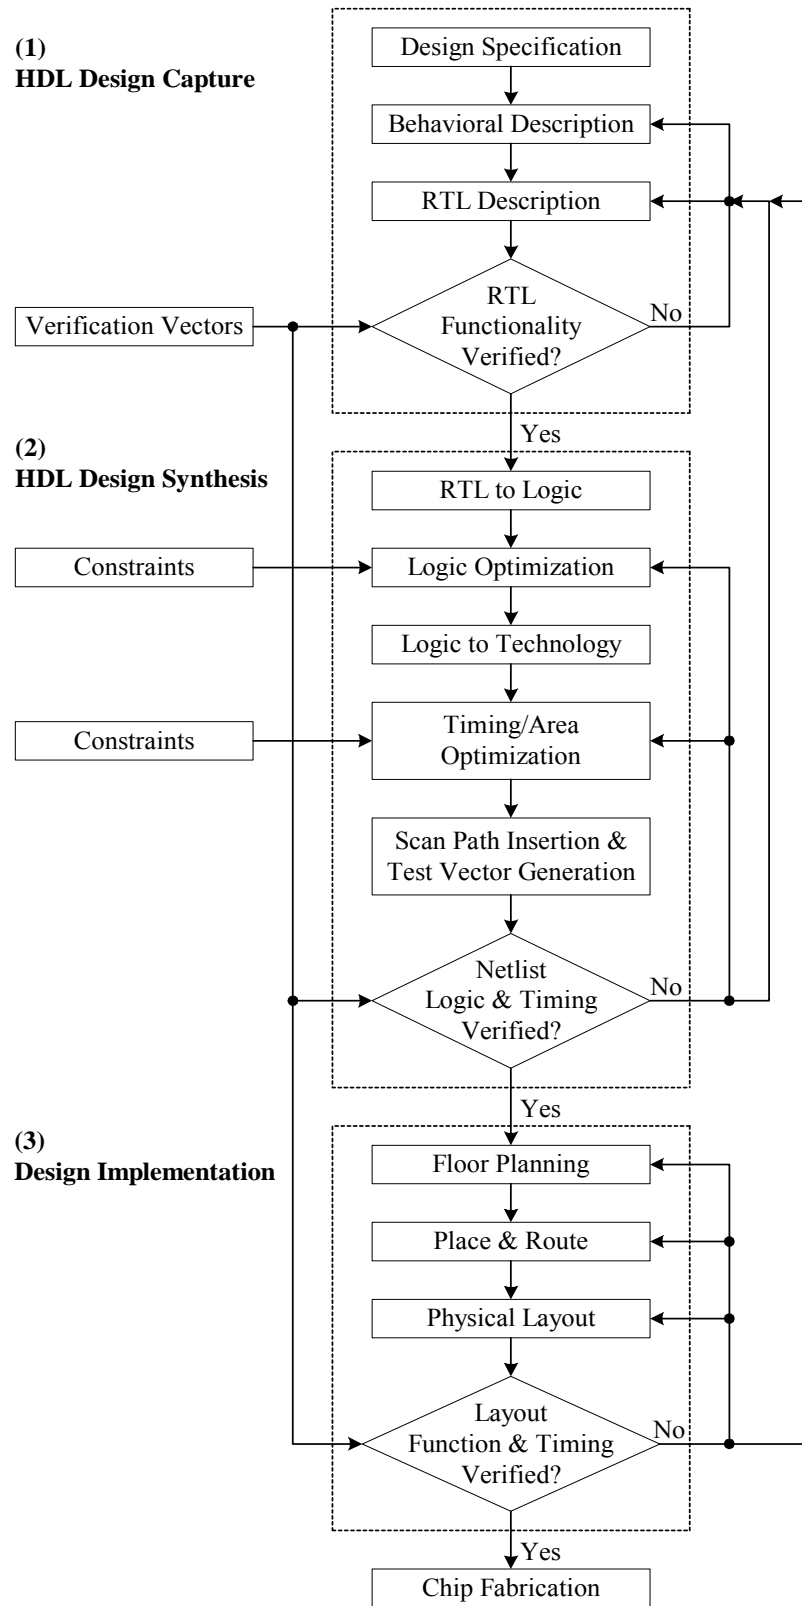 (1)
HDL Design Capture
Design Specification
Behavioral Description
RTL Description
RTL
Functionality
Verified?
No
Verification Vectors
Yes
(2)
HDL Design Synthesis
RTL to Logic
Constraints
Logic Optimization
Logic to Technology
Constraints
Timing/Area
Optimization
Scan Path Insertion &
Test Vector Generation
Netlist
Logic & Timing
Verified?
No
Yes
(3)
Design Implementation
Floor Planning
Place & Route
Physical Layout
Layout
Function & Timing
Verified?
No
Yes
Chip Fabrication